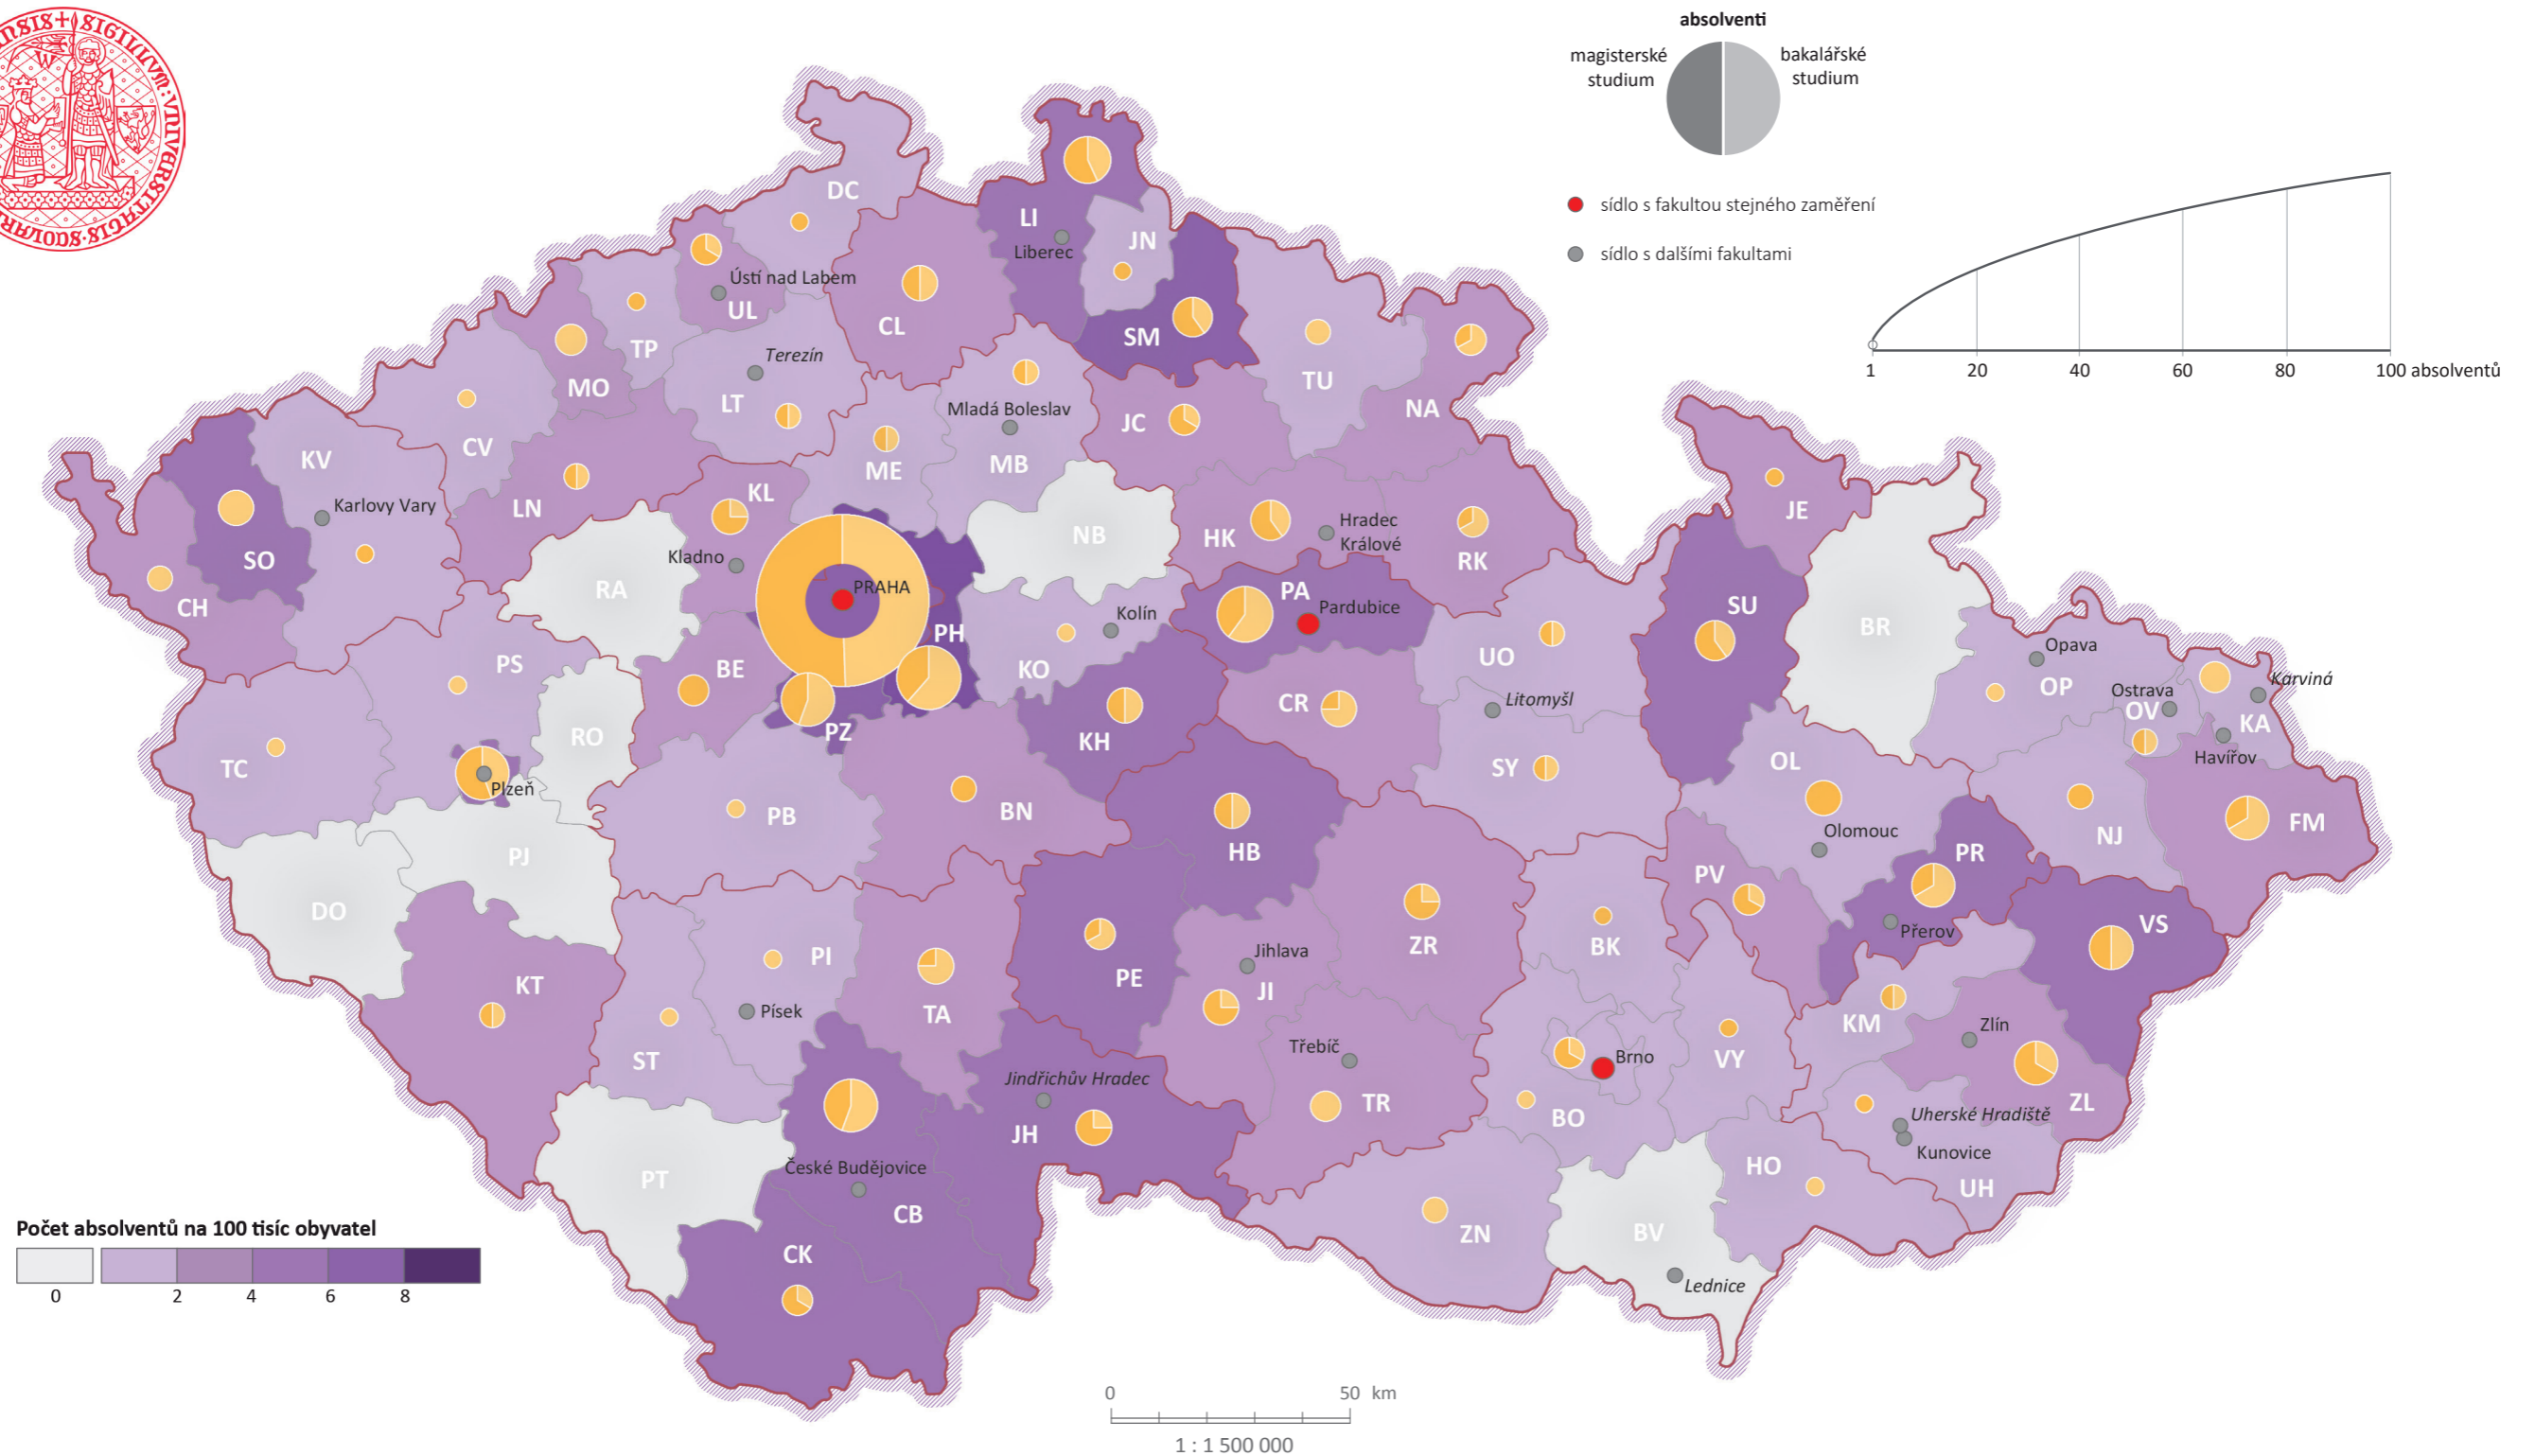 absolventi
magisterské
studium
bakalářské
studium
sídlo s fakultou stejného zaměření
sídlo s dalšími fakultami
1
20
40
60
80
100 absolventů
DC
LI
Liberec
JN
Ústí nad Labem
UL
CL
SM
TP
Terezín
MO
TU
LT
Mladá Boleslav
JC
NA
CV
KV
ME
MB
KL
LN
Karlovy Vary
JE
NB
HK
Hradec
Králové
SO
Kladno
RK
RA
PRAHA
PA
Pardubice
CH
Kolín
SU
PH
BR
Opava
PS
BE
KO
UO
OP
Karviná
Ostrava
OV
KA
CR
Litomyšl
RO
PZ
KH
Havířov
TC
Plzeň
SY
OL
PB
BN
FM
Olomouc
NJ
PJ
HB
PR
PV
DO
VS
Přerov
ZR
BK
Jihlava
PI
PE
KT
JI
Písek
TA
KM
Zlín
Třebíč
Brno
VY
ST
Jindřichův Hradec
TR
ZL
BO
Uherské Hradiště
JH
Kunovice
České Budějovice
HO
PT
UH
CB
ZN
BV
CK
Lednice
Počet absolventů na 100 tisíc obyvatel
0
2
4
6
8
0
50 km
1 : 1 500 000